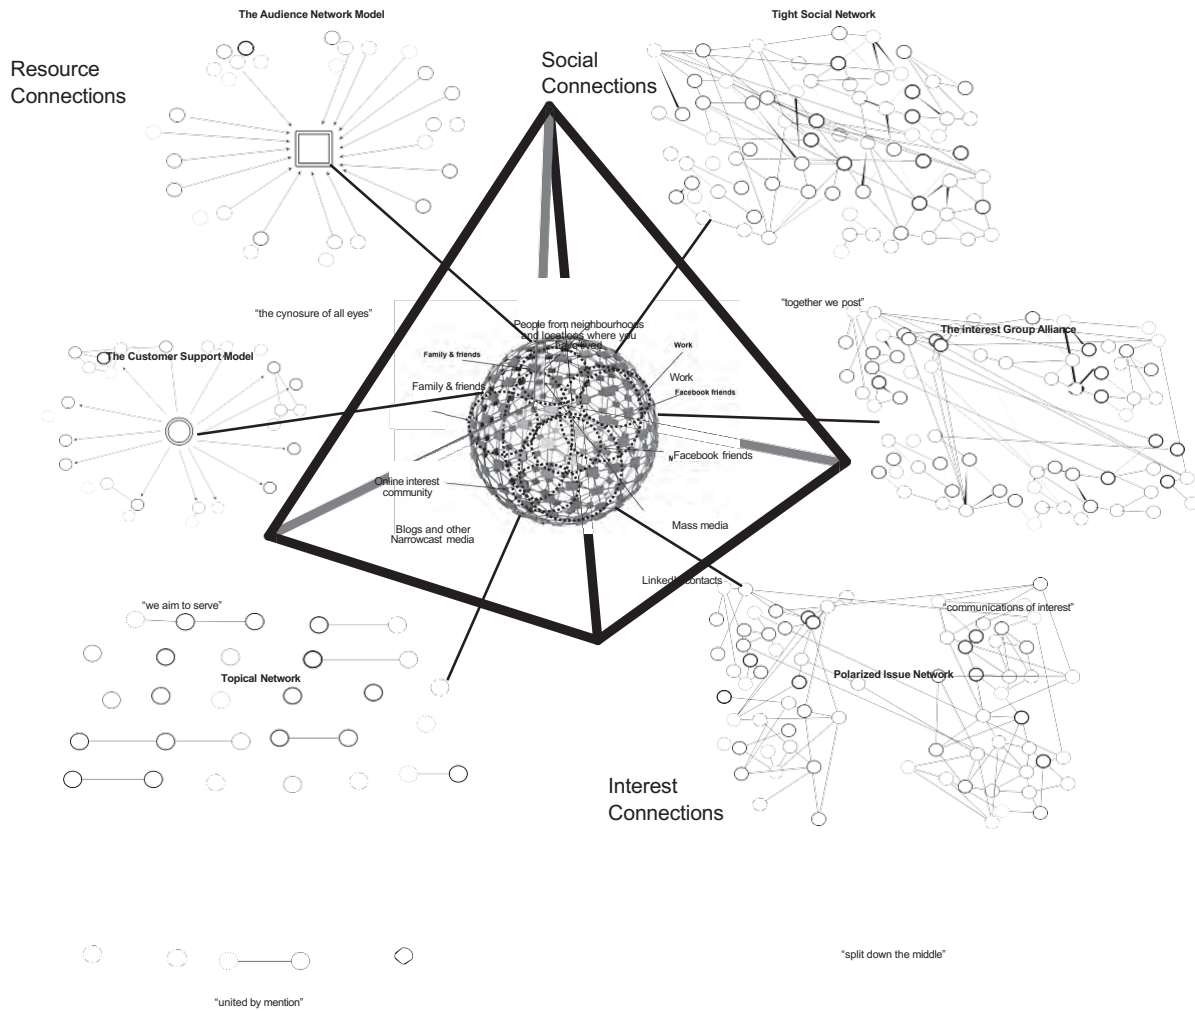 The Audience Network Model
Tight Social Network
Resource
Connections
Social
Connections
“the cynosure of all eyes”
“together we post”
The Customer Support Model
The interest Group Alliance
People from neighbourhoods
and locations where you
Family & friends
Work
Family & friends
Work
Facebook friends
Facebook friends
Online interest
community
Blogs and other
Narrowcast media
Mass media
LinkedIn contacts
“we aim to serve”
“communications of interest”
Topical Network
Polarized Issue Network
Interest
Connections
“split down the middle”
“united by mention”